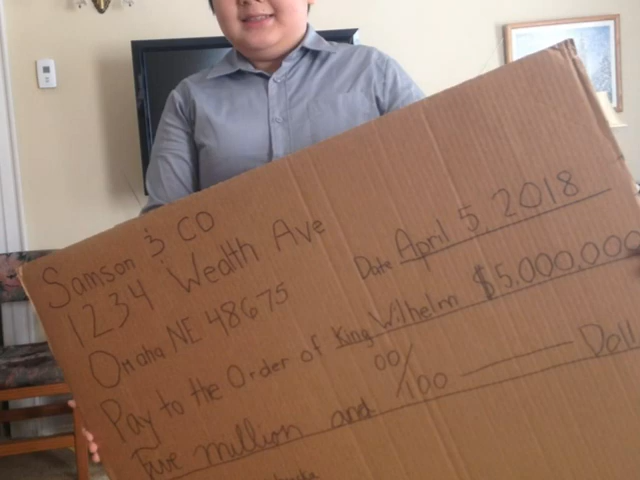 Samson & CO
1234 Wealth Ave
Omaha NE 48675
Date April 5, 2018
Pay to the Order of King Wilhelm $5,000,000
Five million and 00/100 Doll